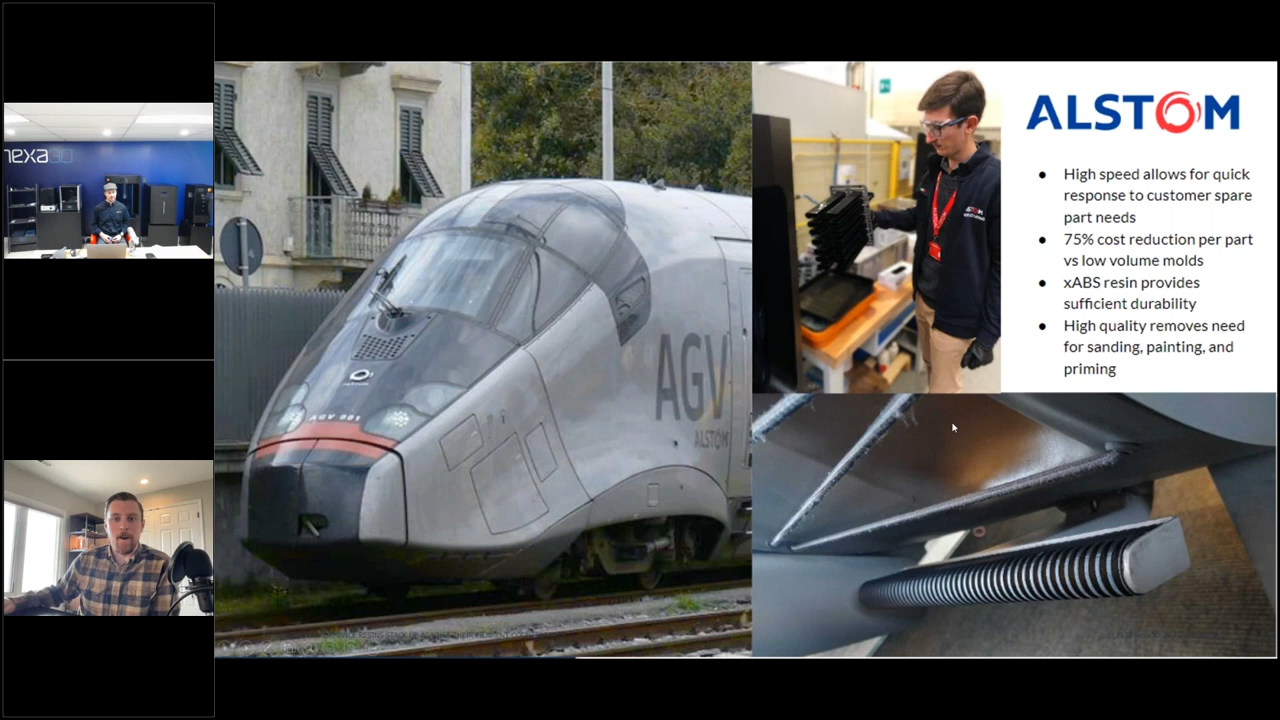 nexa3D
AGV
ALSTOM
AGV 001
ALSTOM
ALSTOM
● High speed allows for quick
response to customer spare
part needs
● 75% cost reduction per part
vs low volume molds
● xABS resin provides
sufficient durability
● High quality removes need
for sanding, painting, and
priming